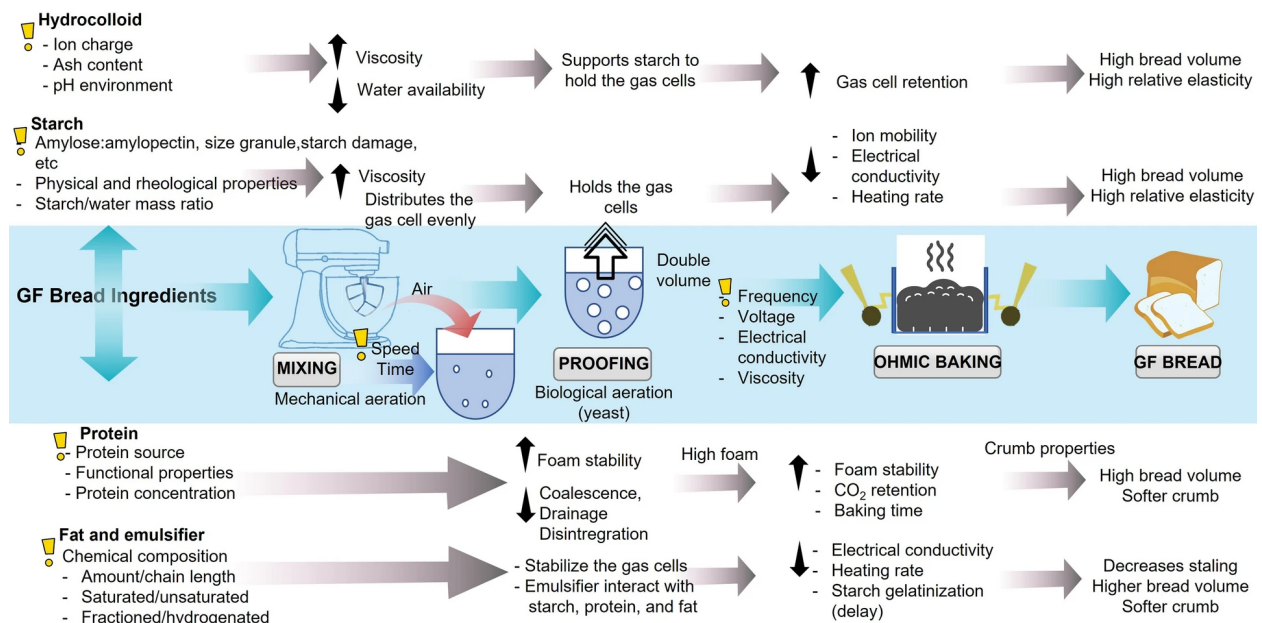 Hydrocolloid
- Ion charge
- Ash content
- pH environment
Viscosity
Water availability
Supports starch to
hold the gas cells
Gas cell retention
High bread volume
High relative elasticity
Starch
- Amylose:amylopectin, size granule,starch damage,
etc
- Physical and rheological properties
- Starch/water mass ratio
Viscosity
Distributes the
gas cell evenly
Holds the gas
cells
- Ion mobility
- Electrical
conductivity
- Heating rate
High bread volume
High relative elasticity
GF Bread Ingredients
Air
Speed
Time
MIXING
Mechanical aeration
Double
volume
PROOFING
Biological aeration
(yeast)
- Frequency
- Voltage
- Electrical
conductivity
- Viscosity
OHMIC BAKING
GF BREAD
Protein
- Protein source
- Functional properties
- Protein concentration
Foam stability
Coalescence,
Drainage
Disintregration
High foam
- Foam stability
- CO₂ retention
- Baking time
Crumb properties
High bread volume
Softer crumb
Fat and emulsifier
Chemical composition
- Amount/chain length
- Saturated/unsaturated
- Fractioned/hydrogenated
- Stabilize the gas cells
- Emulsifier interact with
starch, protein, and fat
- Electrical conductivity
- Heating rate
- Starch gelatinization
(delay)
Decreases staling
Higher bread volume
Softer crumb